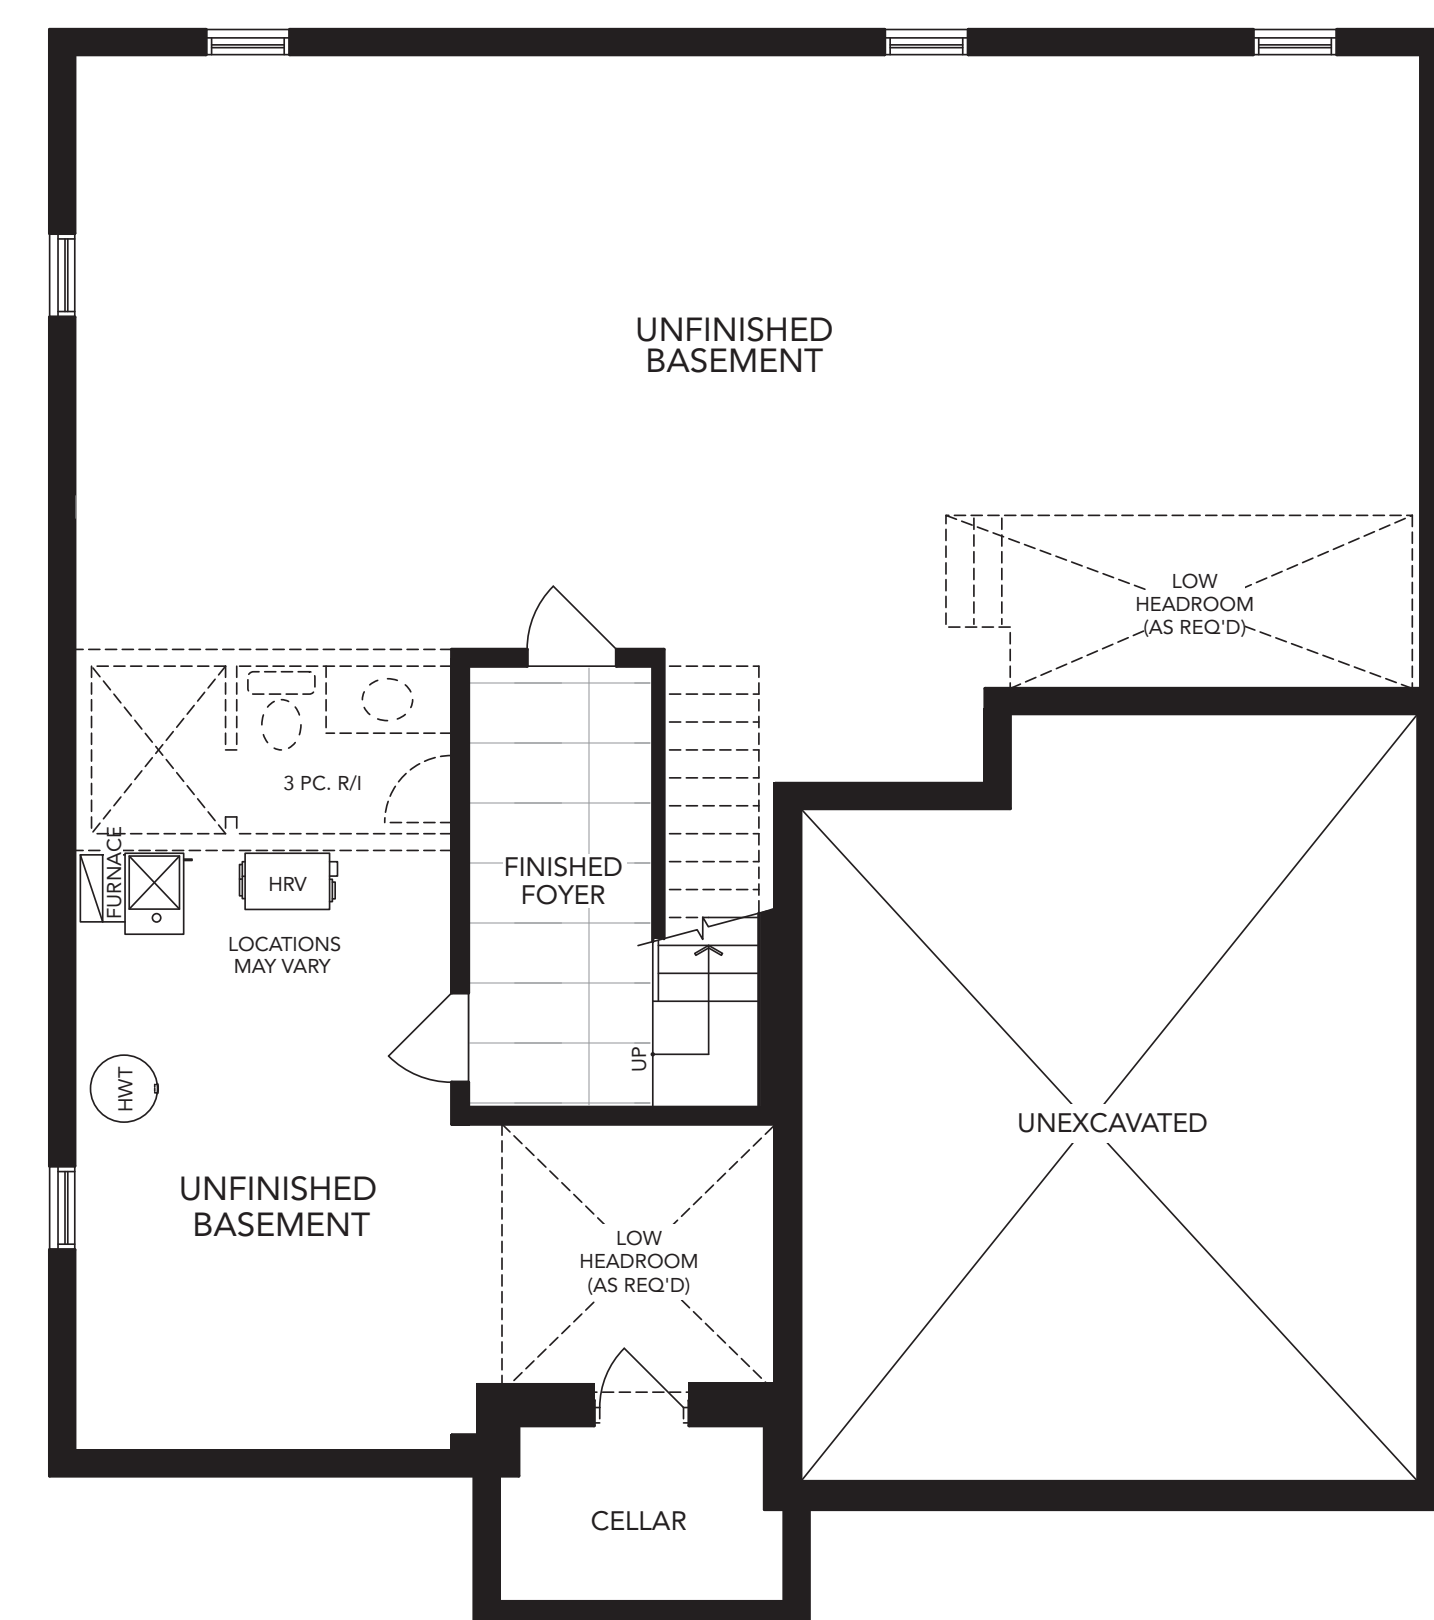 UNFINISHED
BASEMENT
LOW
HEADROOM
(AS REQ'D)
3 PC. R/I
FURNACE
HRV
FINISHED
FOYER
LOCATIONS
MAY VARY
UP
HWT
UNEXCAVATED
UNFINISHED
BASEMENT
LOW
HEADROOM
(AS REQ'D)
CELLAR